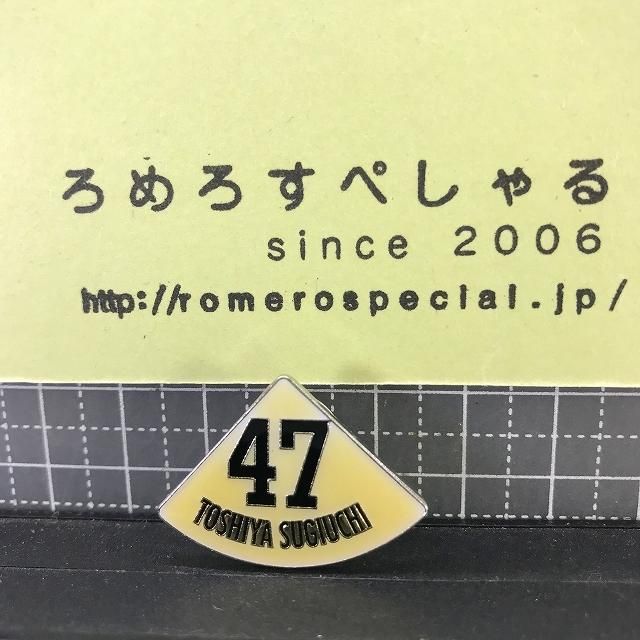 ろめろすぺしゃる
since 2006
http://romerospecial.jp/
47
TOSHIYA SUGIUCHI